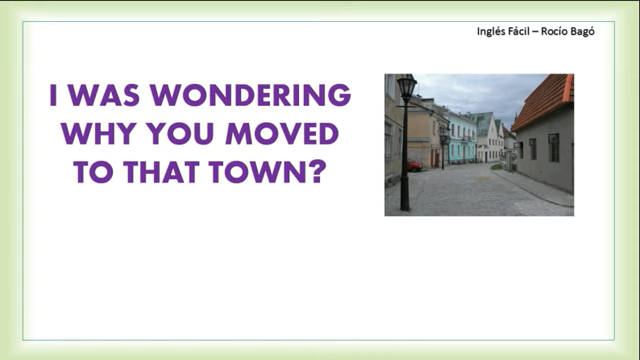 Inglés Fácil – Rocío Bagó
I WAS WONDERING
WHY YOU MOVED
TO THAT TOWN?